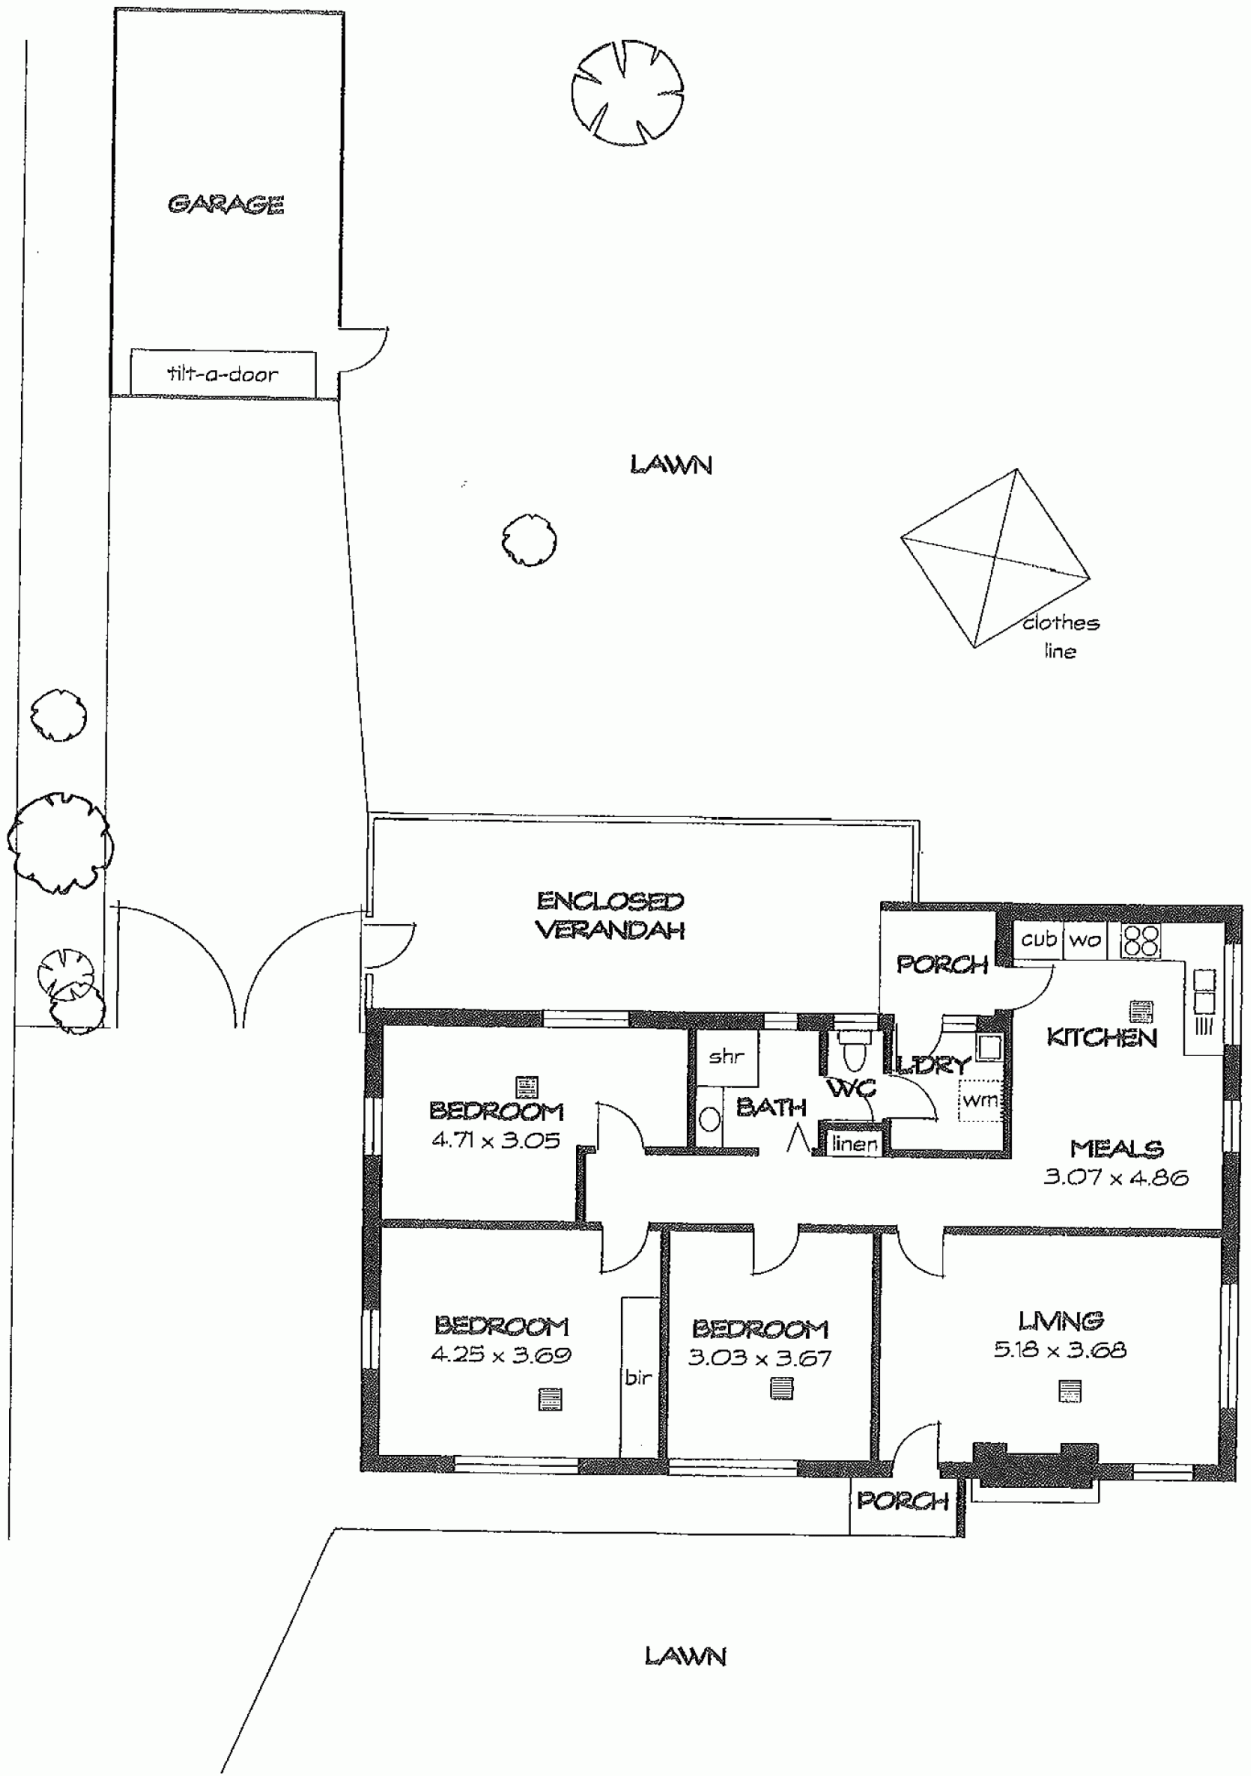 GARAGE
tilt-a-door
LAWN
clothes
line
ENCLOSED
VERANDAH
PORCH
cub
wo
KITCHEN
shr
L'DRY
WC
BATH
wm
BEDROOM
4.71 x 3.05
linen
MEALS
3.07 x 4.86
BEDROOM
4.25 x 3.69
bir
BEDROOM
3.03 x 3.67
LIVING
5.18 x 3.68
PORCH
LAWN